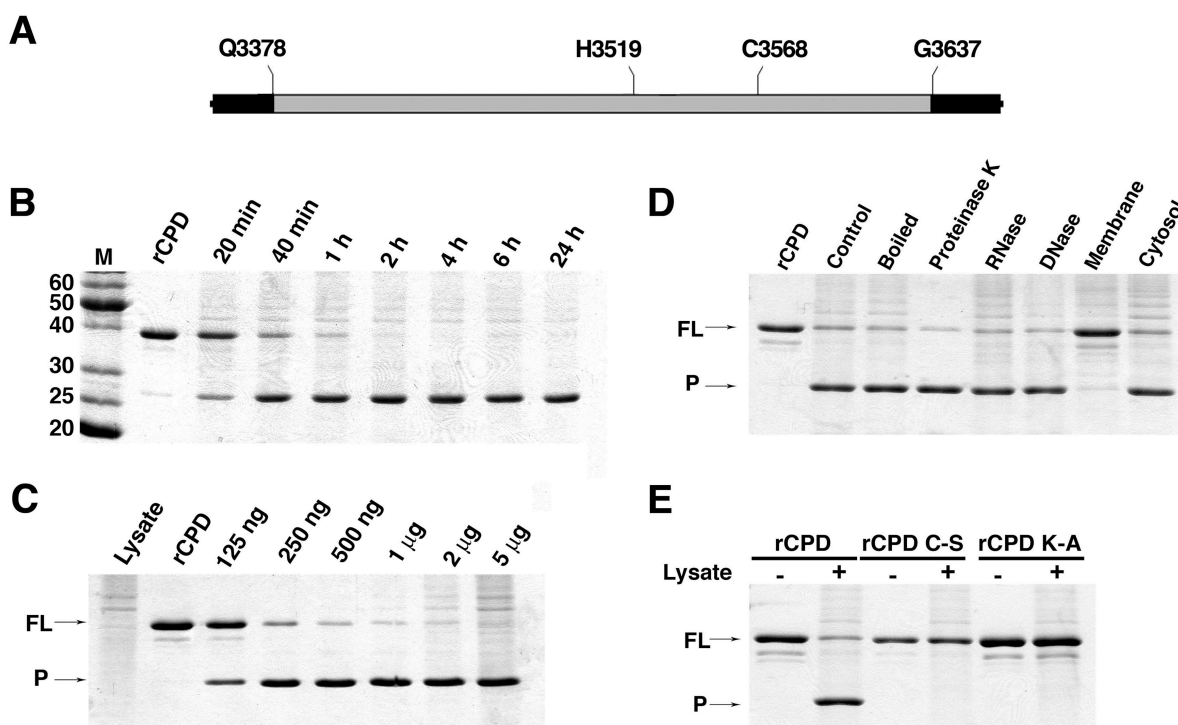 A
Q3378 H3519 C3568 G3637
B
M rCPD 20 min 40 min 1 h 2 h 4 h 6 h 24 h
60
50
40
30
25
20
C
Lysate rCPD 125 ng 250 ng 500 ng 1 µg 2 µg 5 µg
FL
P
D
rCPD Control Boiled Proteinase K RNase DNase Membrane Cytosol
FL
P
E
rCPD rCPD C-S rCPD K-A
Lysate - + - + - +
FL
P